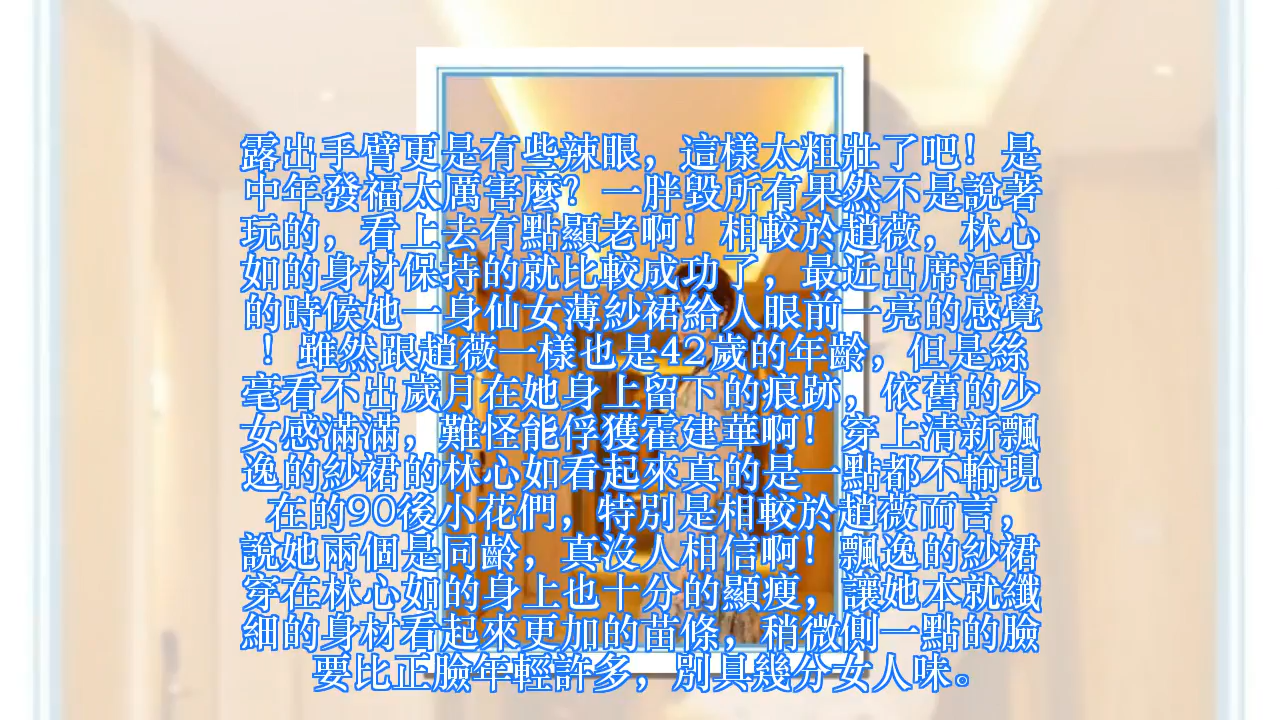 露出手臂更是有些辣眼，這樣太粗壯了吧！是
中年發福太厲害麼？一胖毀所有果然不是說著
玩的，看上去有點顯老啊！相較於趙薇，林心
如的身材保持的就比較成功了，最近出席活動
的時候她一身仙女薄紗裙給人眼前一亮的感覺
！雖然跟趙薇一樣也是42歲的年齡，但是絲
毫看不出歲月在她身上留下的痕跡，依舊的少
女感滿滿，難怪能俘獲霍建華啊！穿上清新飄
逸的紗裙的林心如看起來真的是一點都不輸現
在的90後小花們，特別是相較於趙薇而言，
說她兩個是同齡，真沒人相信啊！飄逸的紗裙
穿在林心如的身上也十分的顯瘦，讓她本就纖
細的身材看起來更加的苗條，稍微側一點的臉
要比正臉年輕許多，別具幾分女人味。